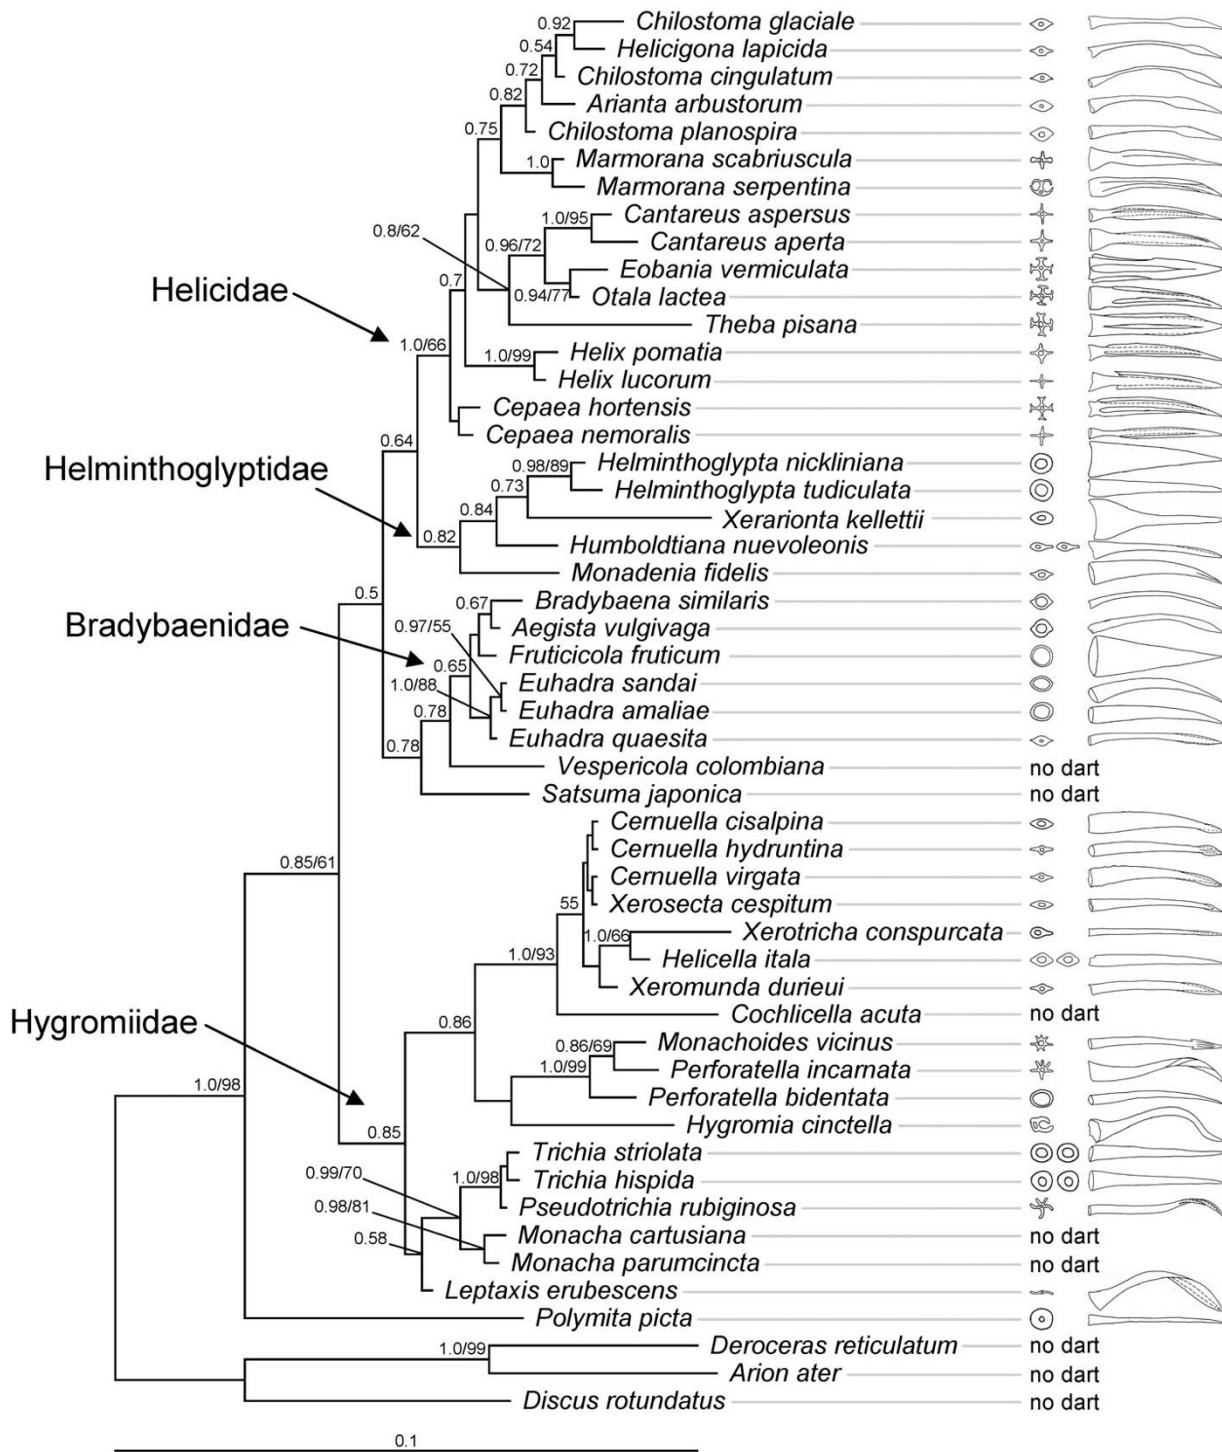 0.92
Chilostoma glaciale
0.54
Helicigona lapicida
0.72
Chilostoma cingulatum
0.82
Arianta arbustorum
0.75
Chilostoma planospira
1.0
Marmorana scabriuscula
Marmorana serpentina
1.0/95
Cantareus aspersus
0.8/62
0.96/72
Cantareus aperta
Eobania vermiculata
0.94/77
Otala lactea
Helicidae
0.7
Theba pisana
1.0/66
1.0/99
Helix pomatia
Helix lucorum
Cepaea hortensis
0.64
Cepaea nemoralis
Helminthoglyptidae
0.98/89
Helminthoglypta nickliniana
0.73
Helminthoglypta tudiculata
0.84
Xerarionta kellettii
0.82
Humboldtiana nuevoleonis
Monadenia fidelis
0.5
0.67
Bradybaena similaris
Bradybaenidae
0.97/55
Aegista vulgivaga
0.65
Fruticicola fruticum
1.0/88
Euhadra sandai
0.78
Euhadra amaliae
0.78
Euhadra quaesita
Vespericola colombiana no dart
Satsuma japonica no dart
Cernuella cisalpina
0.85/61
Cernuella hydruntina
Cernuella virgata
55
Xerosecta cespitum
1.0/66
Xerotricha conspurcata
1.0/93
Helicella itala
Xeromunda durieui
Cochlicella acuta no dart
Hygromiidae
0.86
0.86/69
Monachoides vicinus
1.0/99
Perforatella incarnata
1.0/98
Perforatella bidentata
Hygromia cinctella
0.85
Trichia striolata
0.99/70
1.0/98
Trichia hispida
0.98/81
Pseudotrichia rubiginosa
0.58
Monacha cartusiana no dart
Monacha parumcincta no dart
Leptaxis erubescens
Polymita picta
1.0/99
Deroceras reticulatum no dart
Arion ater no dart
Discus rotundatus no dart
0.1